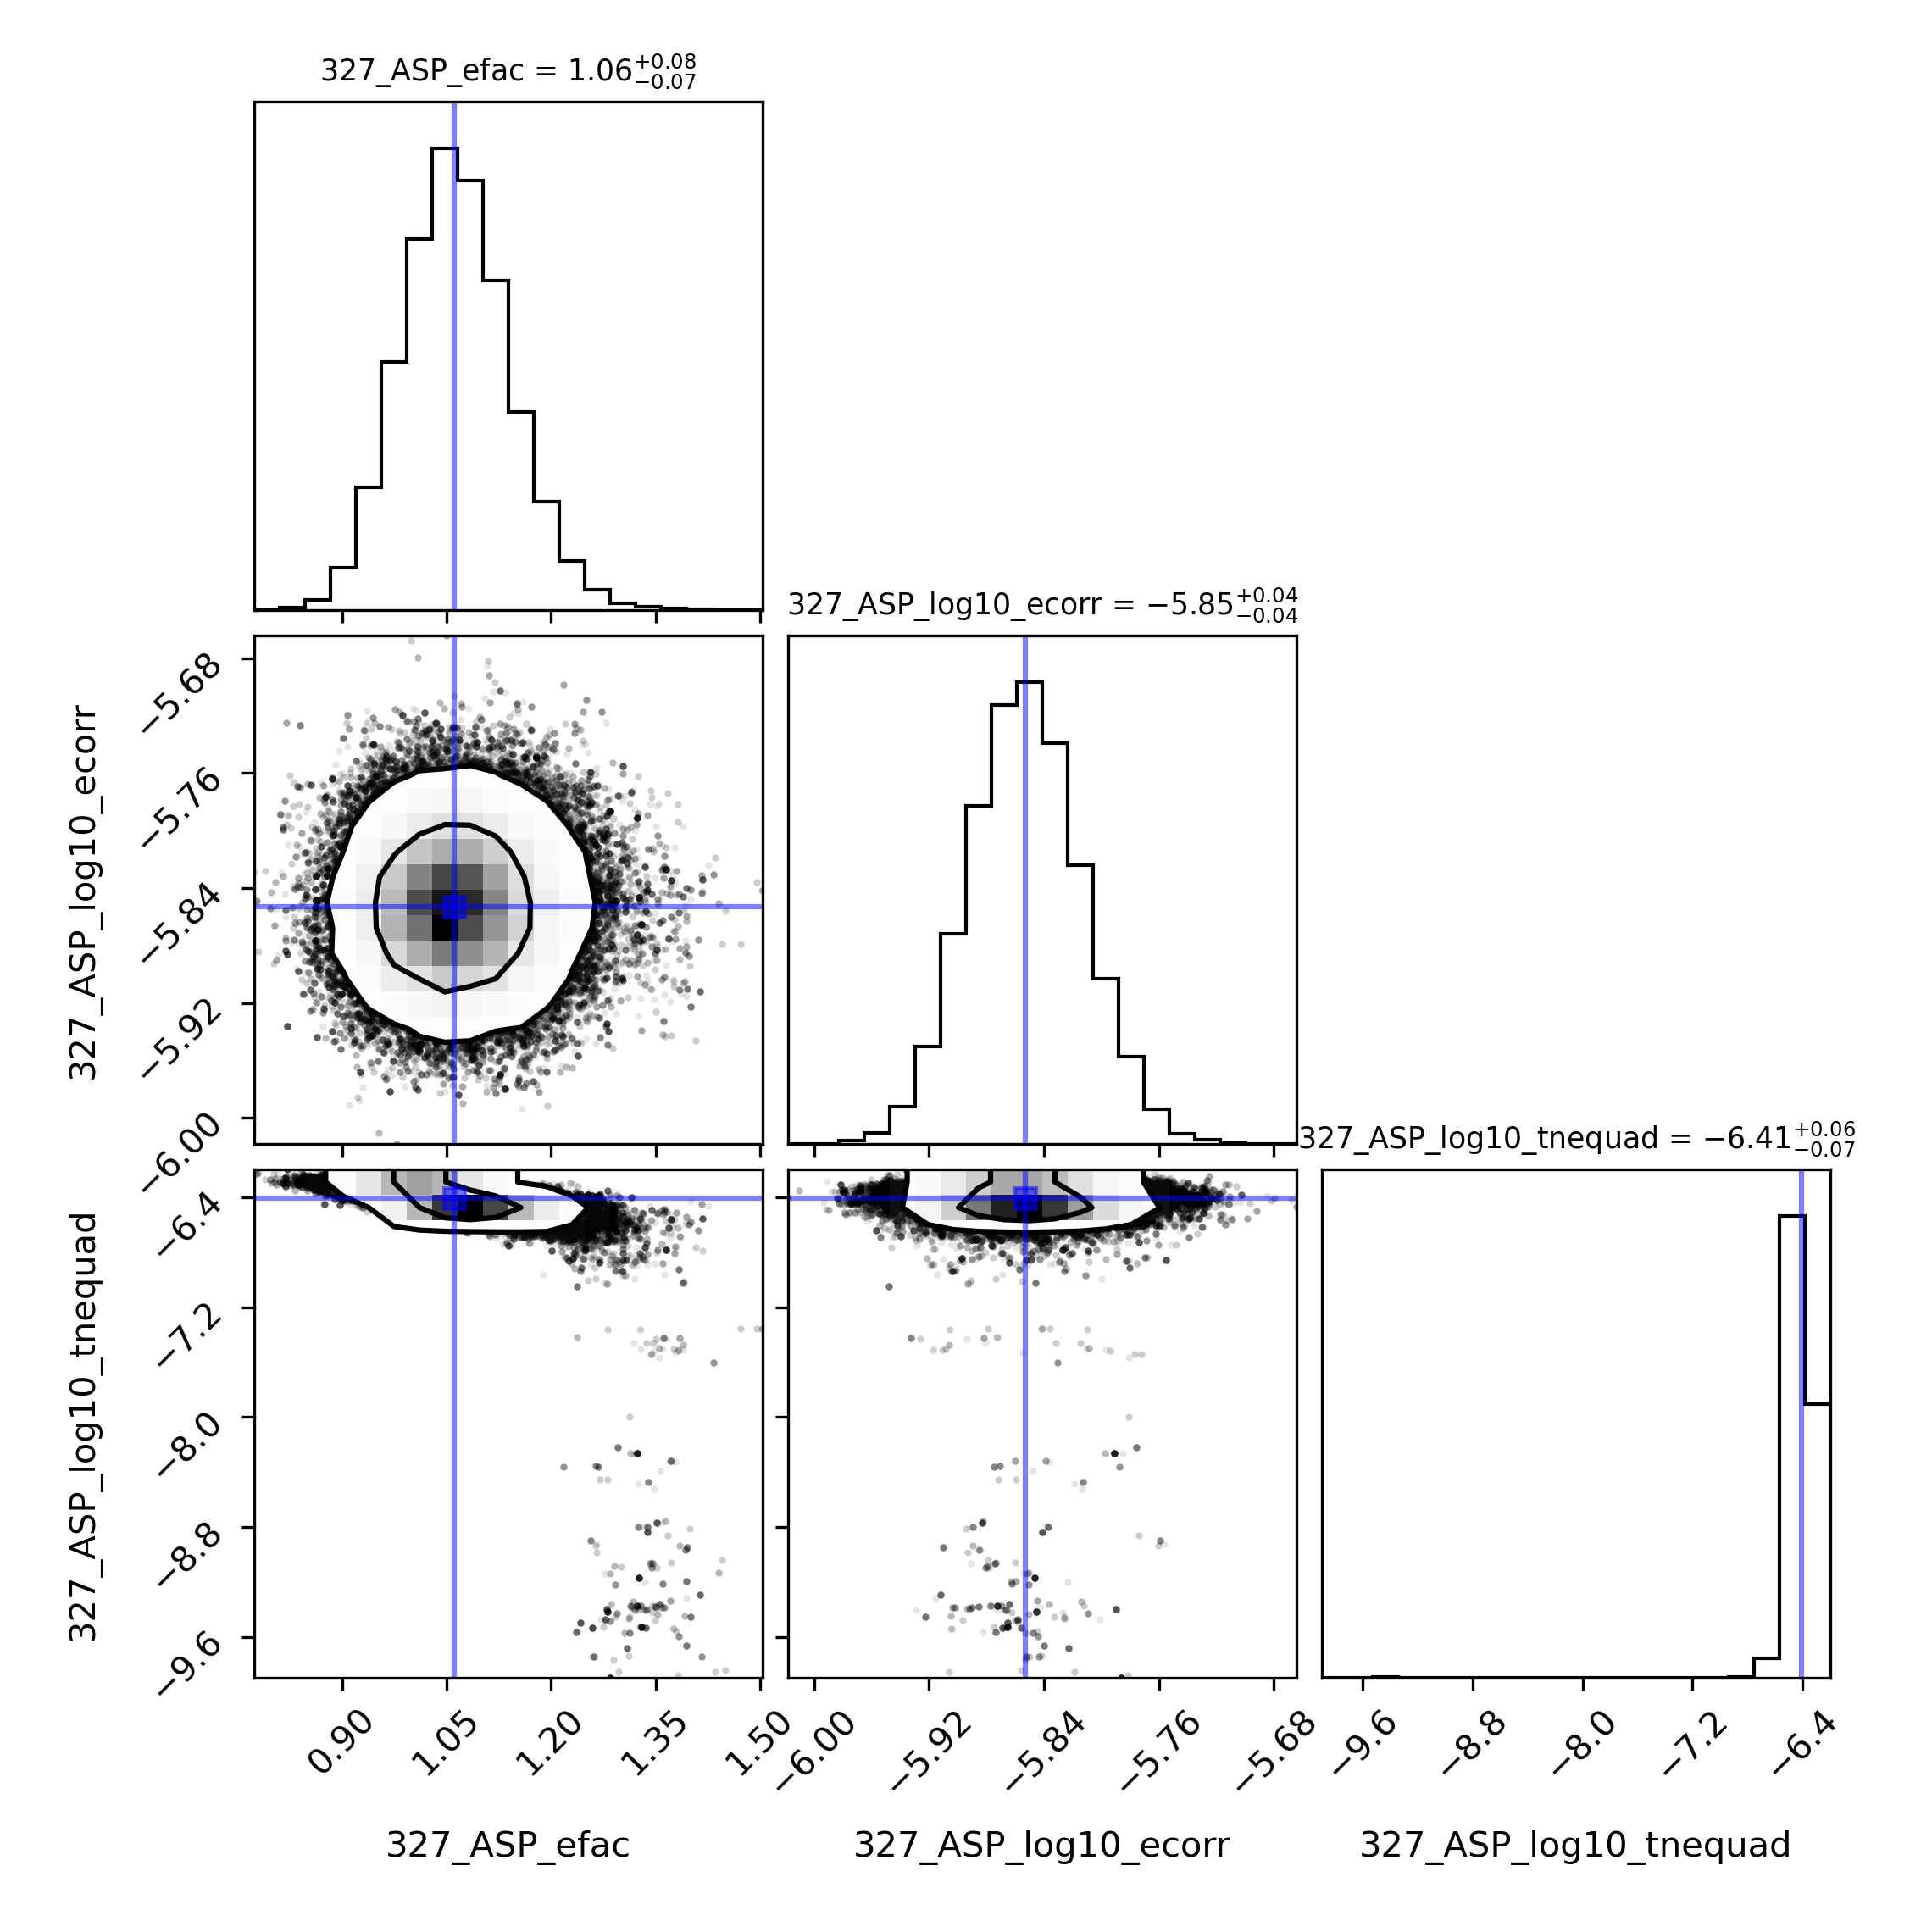 327_ASP_efac = 1.06 +0.08 −0.07
327_ASP_log10_ecorr = −5.85 +0.04 −0.04
327_ASP_log10_tnequad = −6.41 +0.06 −0.07
327_ASP_log10_ecorr
−5.68
−5.76
−5.84
−5.92
−6.00
327_ASP_log10_tnequad
−6.4
−7.2
−8.0
−8.8
−9.6
0.90 1.05 1.20 1.35 1.50
−6.00 −5.92 −5.84 −5.76 −5.68
−9.6 −8.8 −8.0 −7.2 −6.4
327_ASP_efac
327_ASP_log10_ecorr
327_ASP_log10_tnequad